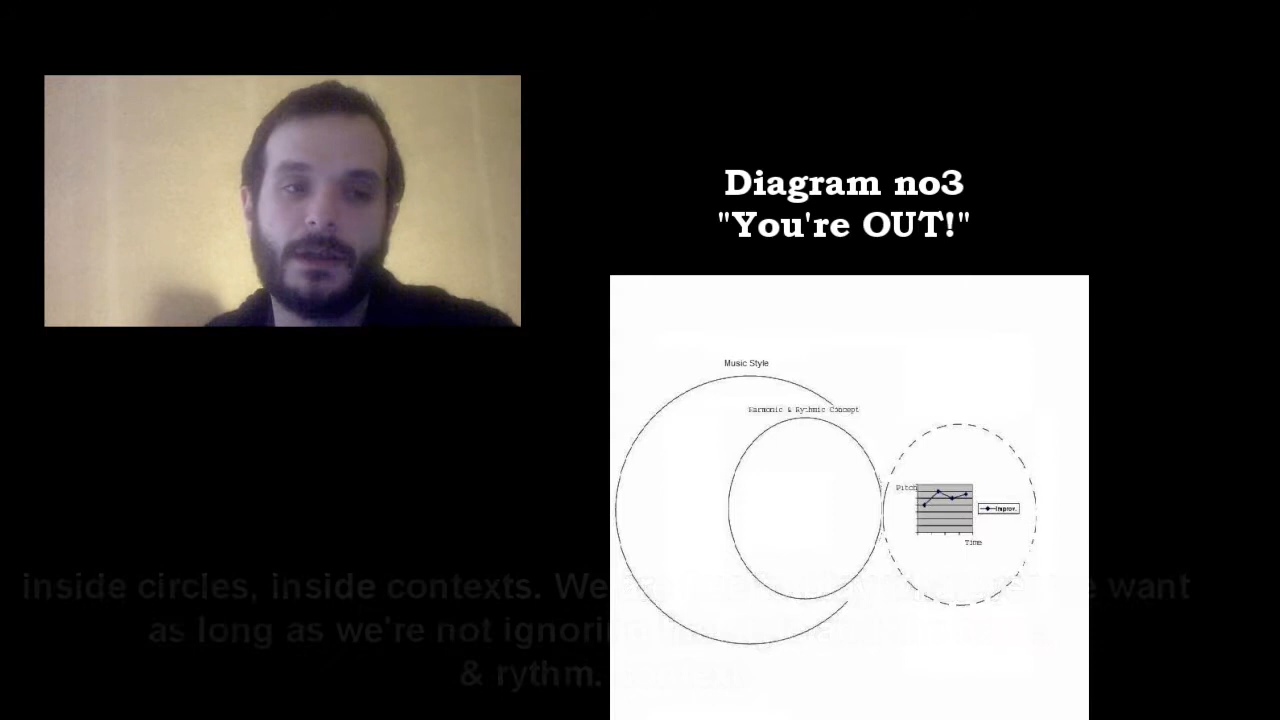 Diagram no3
"You're OUT!"
Music Style
Harmonic & Rythmic Concept
Pitch
Improv.
Time
inside circles, inside contexts. We want
as long as we're not
& rythm.